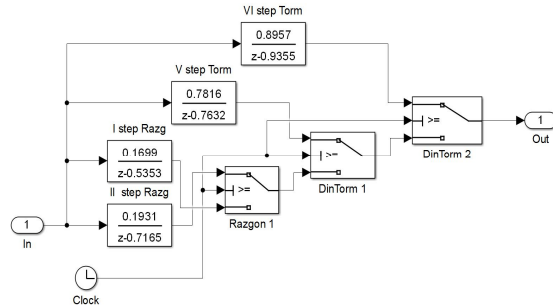 VI step Torm
0.8957
z-0.9355
V step Torm
0.7816
z-0.7632
>=
DinTorm 2
1
Out
I step Razg
0.1699
z-0.5353
>=
DinTorm 1
II step Razg
0.1931
z-0.7165
>=
Razgon 1
1
In
Clock